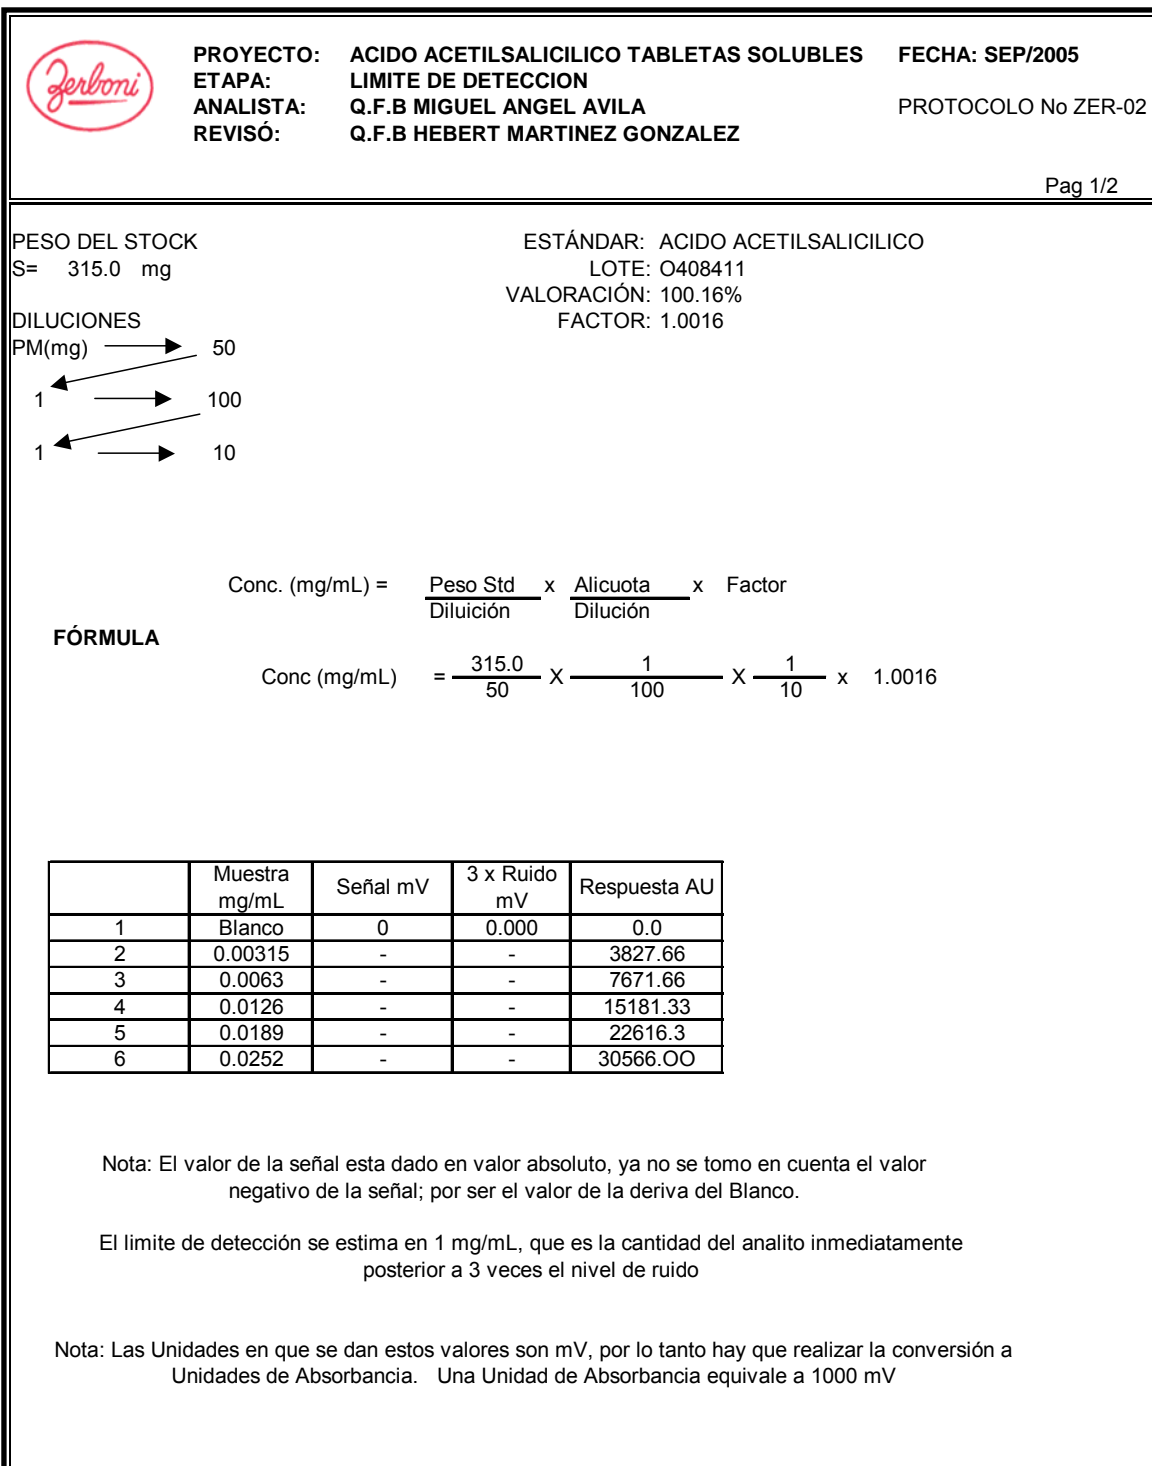 Zerboni
PROYECTO: ACIDO ACETILSALICILICO TABLETAS SOLUBLES FECHA: SEP/2005
ETAPA: LIMITE DE DETECCION
ANALISTA: Q.F.B MIGUEL ANGEL AVILA PROTOCOLO No ZER-02
REVISÓ: Q.F.B HEBERT MARTINEZ GONZALEZ
Pag 1/2
PESO DEL STOCK ESTÁNDAR: ACIDO ACETILSALICILICO
S= 315.0 mg LOTE: O408411
VALORACIÓN: 100.16%
DILUCIONES FACTOR: 1.0016
PM(mg) 50
1 100
1 10
Conc. (mg/mL) = Peso Std x Alicuota x Factor
Diluición Dilución
FÓRMULA
Conc (mg/mL) = 315.0 X 1 X 1 x 1.0016
50 100 10
Muestra mg/mL Señal mV 3 x Ruido mV Respuesta AU
1 Blanco 0 0.000 0.0
2 0.00315 - - 3827.66
3 0.0063 - - 7671.66
4 0.0126 - - 15181.33
5 0.0189 - - 22616.3
6 0.0252 - - 30566.OO
Nota: El valor de la señal esta dado en valor absoluto, ya no se tomo en cuenta el valor
negativo de la señal; por ser el valor de la deriva del Blanco.
El limite de detección se estima en 1 mg/mL, que es la cantidad del analito inmediatamente
posterior a 3 veces el nivel de ruido
Nota: Las Unidades en que se dan estos valores son mV, por lo tanto hay que realizar la conversión a
Unidades de Absorbancia. Una Unidad de Absorbancia equivale a 1000 mV